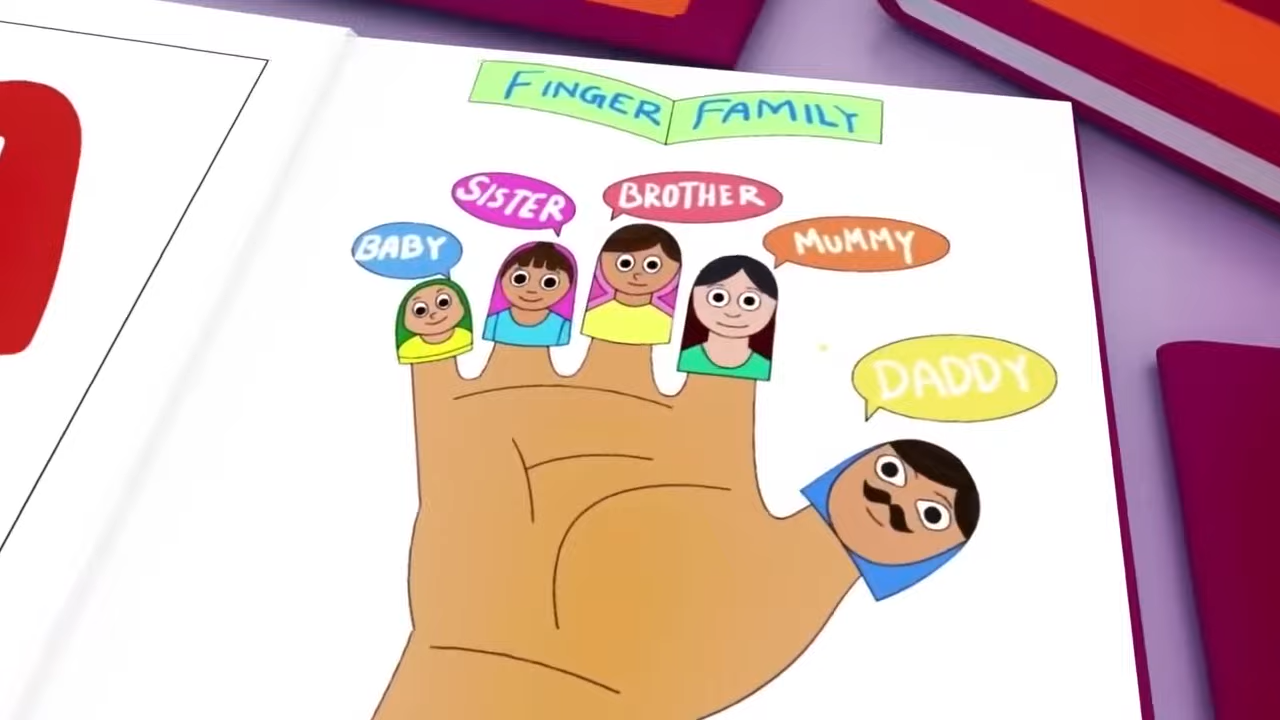 FINGER FAMILY
SISTER
BROTHER
BABY
MUMMY
DADDY